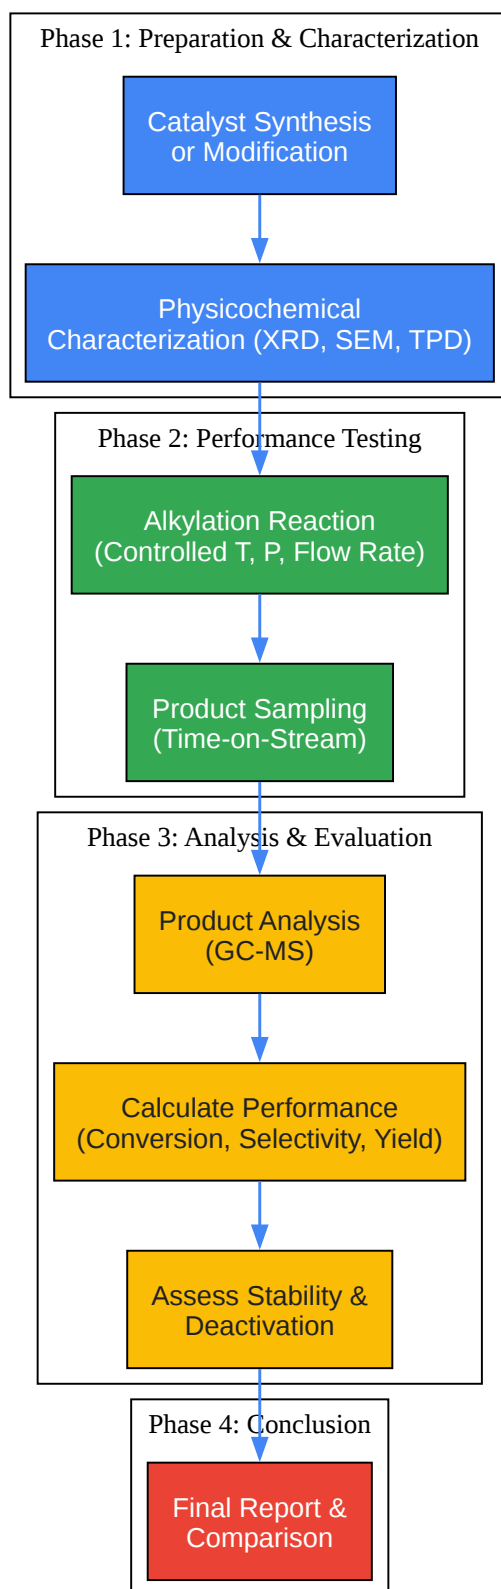 Phase 1: Preparation & Characterization
Catalyst Synthesis
or Modification
Physicochemical
Characterization (XRD, SEM, TPD)
Phase 2: Performance Testing
Alkylation Reaction
(Controlled T, P, Flow Rate)
Product Sampling
(Time-on-Stream)
Phase 3: Analysis & Evaluation
Product Analysis
(GC-MS)
Calculate Performance
(Conversion, Selectivity, Yield)
Assess Stability &
Deactivation
Phase 4: Conclusion
Final Report &
Comparison